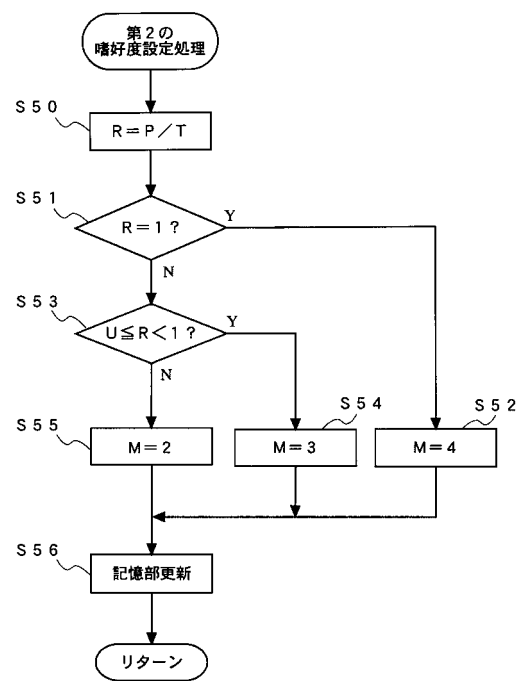 第2の
嗜好度設定処理
S50
R=P/T
S51
R=1?
Y
N
S53
U≦R<1?
Y
N
S55
M=2
S54
M=3
S52
M=4
S56
記憶部更新
リターン